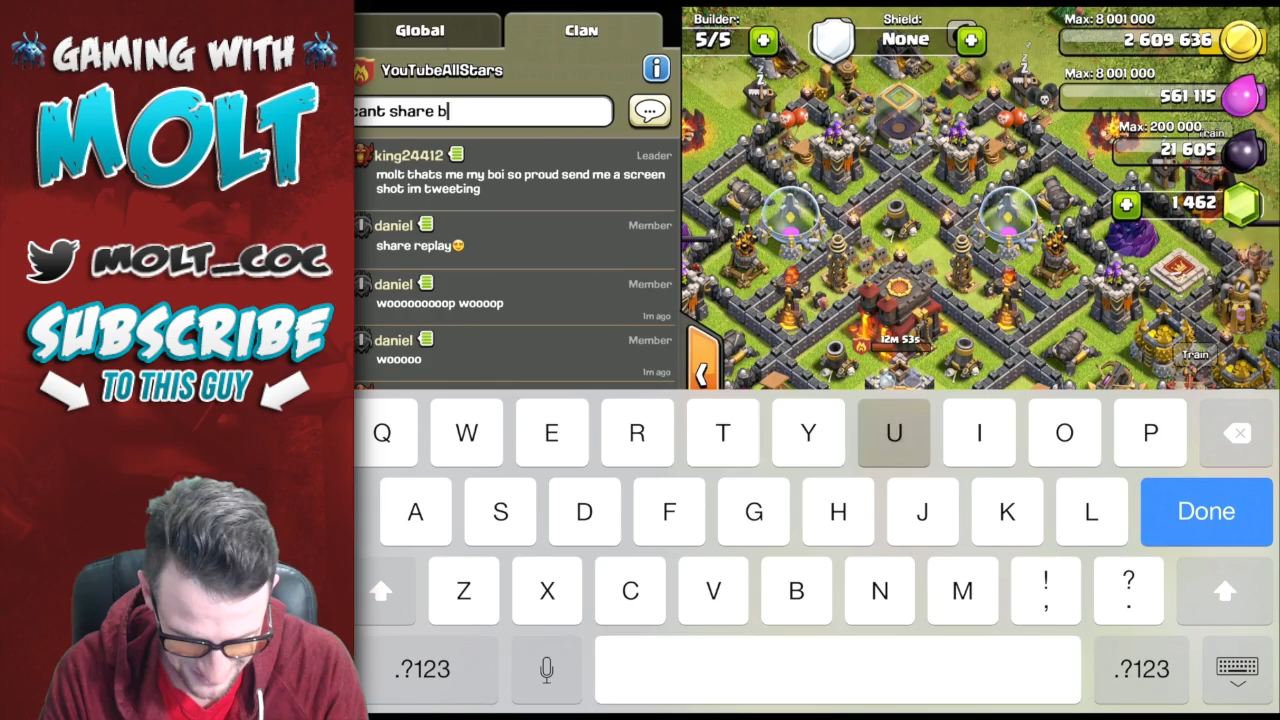 GAMING WITH
MOLT
MOLT_COC
SUBSCRIBE
TO THIS GUY
Global
Clan
YouTubeAllStars
cant share b
king24412
Leader
molt thats me my boi so proud send me a screen
shot im tweeting
daniel
Member
share replay😊
daniel
Member
wooooooooop woooop
1m ago
daniel
Member
wooooo
1m ago
Builder:
5/5
Shield:
None
Max: 8 001 000
2 609 636
Max: 8 001 000
561 115
Max: 200 000
Train
21 605
1 462
12m 53s
Train
Q W E R T Y U I O P
A S D F G H J K L Done
Z X C V B N M ! , ? .
.?123 .?123